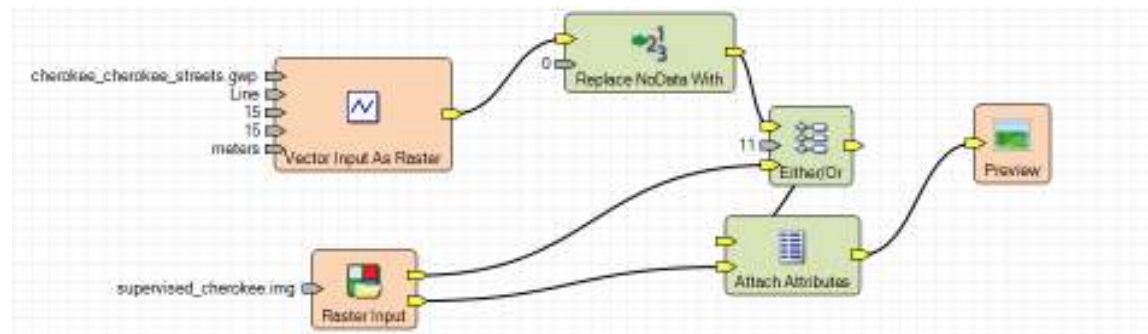 cherokee_cherokee_streets.gwp
Line
15
15
meters
Vector Input As Raster
0
Replace NoData With
11
Either/Or
Preview
Attach Attributes
supervised_cherokee.img
Raster Input